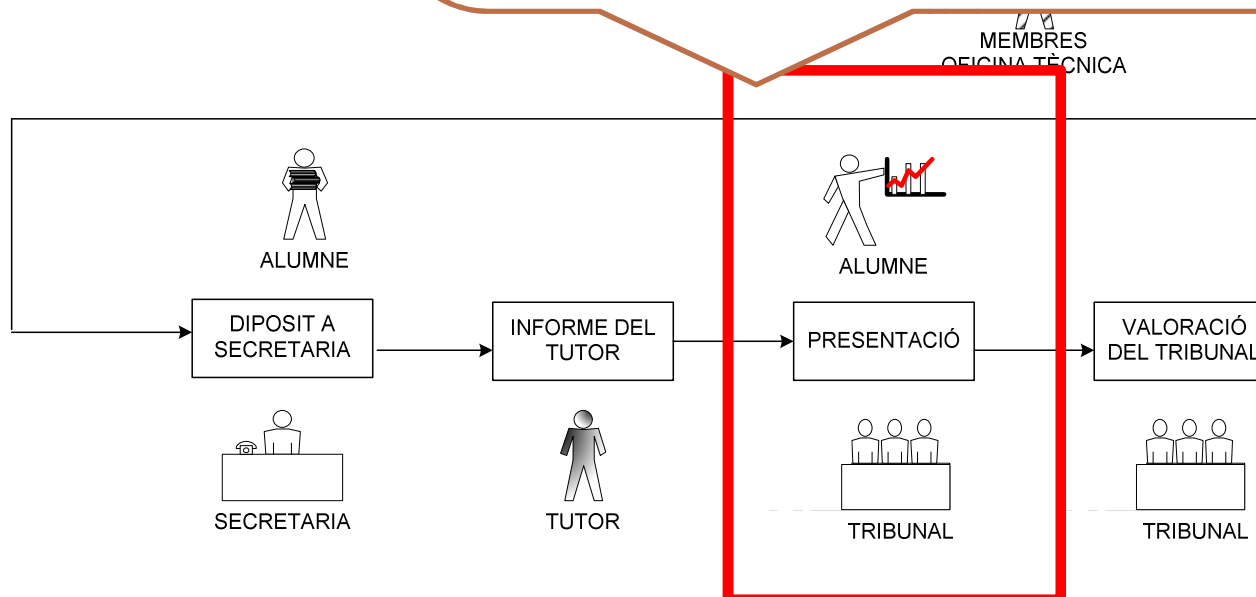 MEMBRES
OFICINA TÈCNICA
ALUMNE
ALUMNE
DIPOSIT A
SECRETARIA
INFORME DEL
TUTOR
PRESENTACIÓ
VALORACIÓ
DEL TRIBUNAL
SECRETARIA
TUTOR
TRIBUNAL
TRIBUNAL